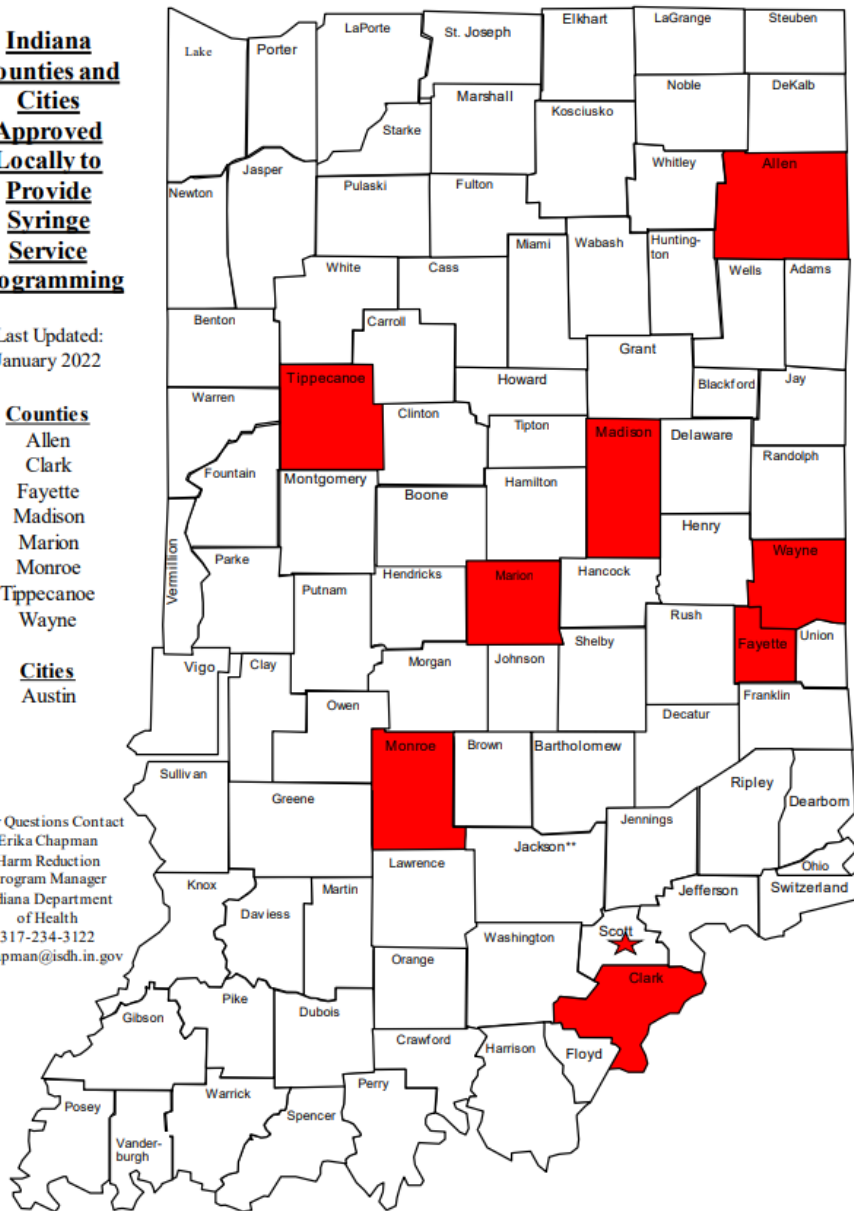 Indiana
ounties and
Cities
Approved
Locally to
Provide
Syringe
Service
ogramming
Last Updated:
January 2022
Counties
Allen
Clark
Fayette
Madison
Marion
Monroe
Tippecanoe
Wayne
Cities
Austin
r Questions Contact
Erika Chapman
Harm Reduction
rogram Manager
diana Department
of Health
317-234-3122
apman@isdh.in.gov
Lake
Porter
LaPorte
St. Joseph
Elkhart
LaGrange
Steuben
Noble
DeKalb
Marshall
Kosciusko
Starke
Whitley
Allen
Jasper
Newton
Pulaski
Fulton
Miami
Wabash
Hunting-
ton
White
Cass
Wells
Adams
Benton
Carroll
Grant
Tippecanoe
Howard
Blackford
Jay
Warren
Clinton
Tipton
Madison
Delaware
Randolph
Fountain
Montgomery
Boone
Hamilton
Henry
Vermillion
Parke
Putnam
Hendricks
Marion
Hancock
Wayne
Rush
Fayette
Union
Vigo
Clay
Morgan
Johnson
Shelby
Franklin
Owen
Decatur
Monroe
Brown
Bartholomew
Sullivan
Greene
Ripley
Dearborn
Jennings
Jackson**
Lawrence
Ohio
Knox
Martin
Daviess
Jefferson
Switzerland
Washington
Scott
Orange
Clark
Pike
Dubois
Gibson
Crawford
Harrison
Floyd
Perry
Warrick
Posey
Spencer
Vander-
burgh